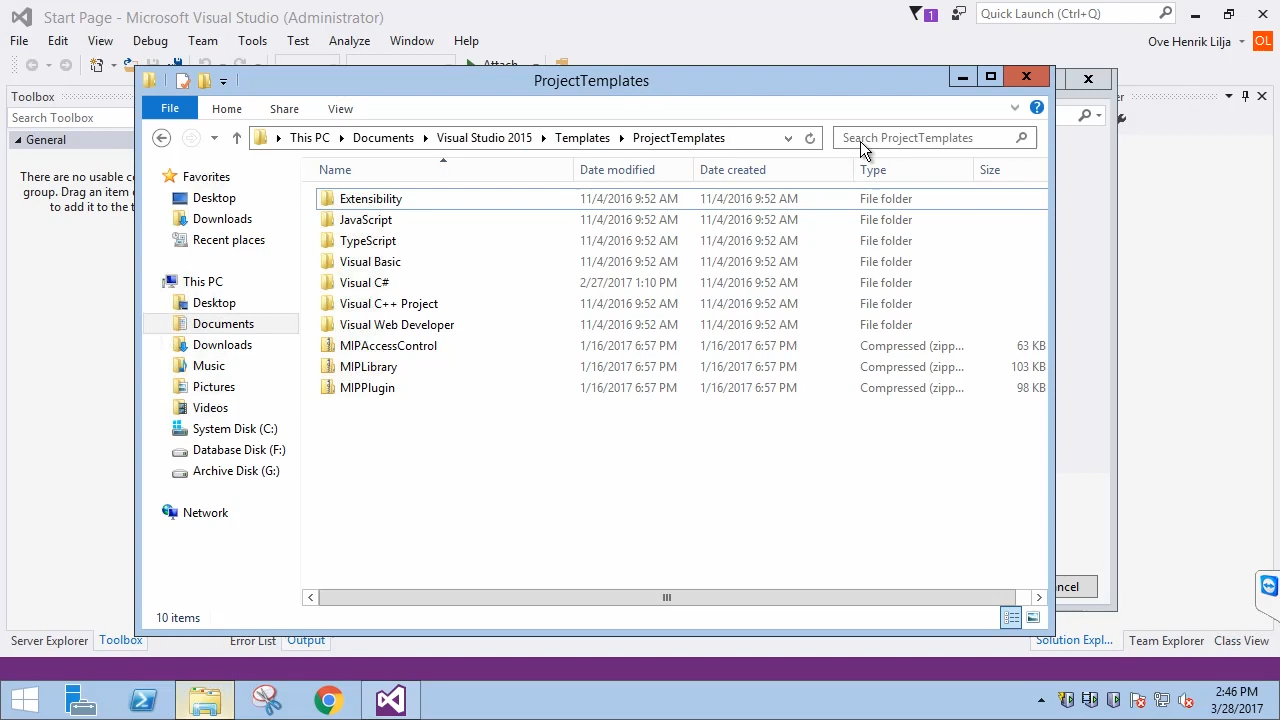 Start Page - Microsoft Visual Studio (Administrator)
1
Quick Launch (Ctrl+Q)
File Edit View Debug Team Tools Test Analyze Window Help
Ove Henrik Lilja
OL
Attach
Toolbox
Search Toolbox
General
There are no usable co
group. Drag an item o
to add it to the t
ProjectTemplates
File Home Share View
This PC Documents Visual Studio 2015 Templates ProjectTemplates
Search ProjectTemplates
Name Date modified Date created Type Size
Favorites
Desktop
Downloads
Recent places
This PC
Desktop
Documents
Downloads
Music
Pictures
Videos
System Disk (C:)
Database Disk (F:)
Archive Disk (G:)
Network
Extensibility 11/4/2016 9:52 AM 11/4/2016 9:52 AM File folder
JavaScript 11/4/2016 9:52 AM 11/4/2016 9:52 AM File folder
TypeScript 11/4/2016 9:52 AM 11/4/2016 9:52 AM File folder
Visual Basic 11/4/2016 9:52 AM 11/4/2016 9:52 AM File folder
Visual C# 2/27/2017 1:10 PM 11/4/2016 9:52 AM File folder
Visual C++ Project 11/4/2016 9:52 AM 11/4/2016 9:52 AM File folder
Visual Web Developer 11/4/2016 9:52 AM 11/4/2016 9:52 AM File folder
MIPAccessControl 1/16/2017 6:57 PM 1/16/2017 6:57 PM Compressed (zipp... 63 KB
MIPLibrary 1/16/2017 6:57 PM 1/16/2017 6:57 PM Compressed (zipp... 103 KB
MIPPlugin 1/16/2017 6:57 PM 1/16/2017 6:57 PM Compressed (zipp... 98 KB
10 items
er
ncel
Server Explorer Toolbox Error List Output Solution Expl... Team Explorer Class View
2:46 PM
3/28/2017